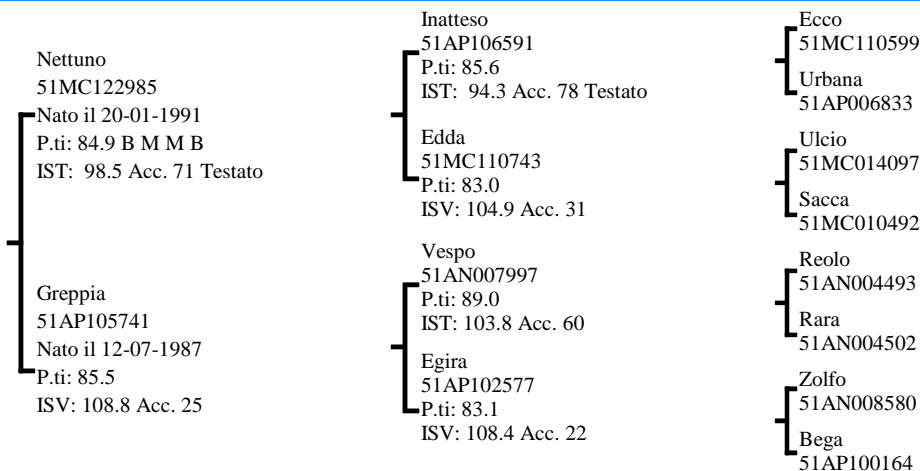 Nettuno
51MC122985
Nato il 20-01-1991
P.ti: 84.9 B M M B
IST: 98.5 Acc. 71 Testato
Greppia
51AP105741
Nato il 12-07-1987
P.ti: 85.5
ISV: 108.8 Acc. 25
Inatteso
51AP106591
P.ti: 85.6
IST: 94.3 Acc. 78 Testato
Edda
51MC110743
P.ti: 83.0
ISV: 104.9 Acc. 31
Vespo
51AN007997
P.ti: 89.0
IST: 103.8 Acc. 60
Egira
51AP102577
P.ti: 83.1
ISV: 108.4 Acc. 22
Ecco
51MC110599
Urbana
51AP006833
Ulcio
51MC014097
Sacca
51MC010492
Reolo
51AN004493
Rara
51AN004502
Zolfo
51AN008580
Bega
51AP100164